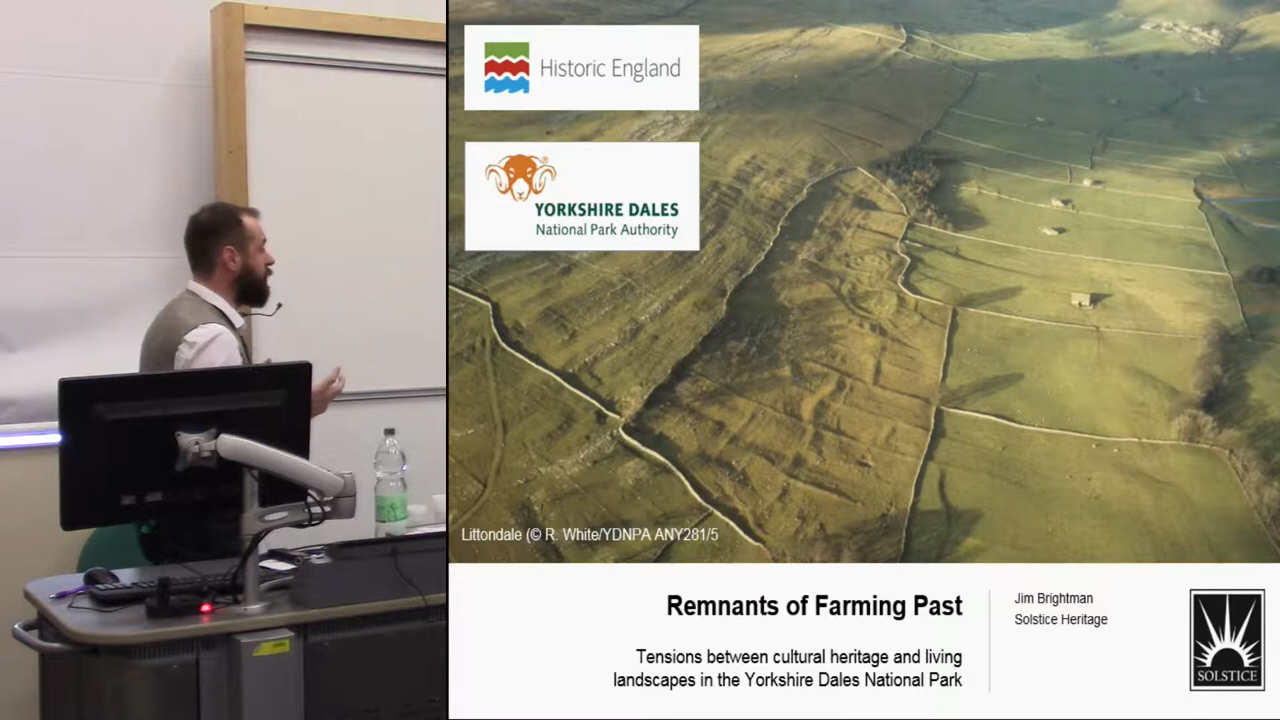 Historic England
YORKSHIRE DALES
National Park Authority
Littondale (© R. White/YDNPA ANY281/5
Remnants of Farming Past
Tensions between cultural heritage and living
landscapes in the Yorkshire Dales National Park
Jim Brightman
Solstice Heritage
SOLSTICE